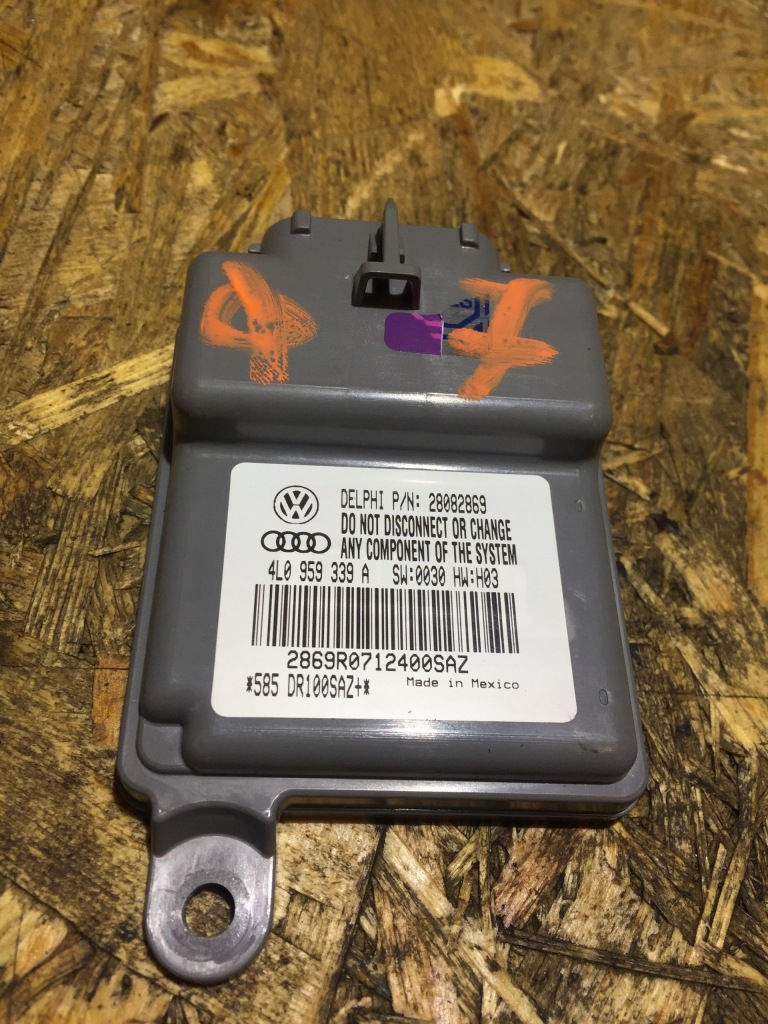 DELPHI P/N: 28082869
DO NOT DISCONNECT OR CHANGE
ANY COMPONENT OF THE SYSTEM
4L0 959 339 A SW:0030 HW:H03
2869R0712400SAZ
*585 DR100SAZ+*
Made in Mexico